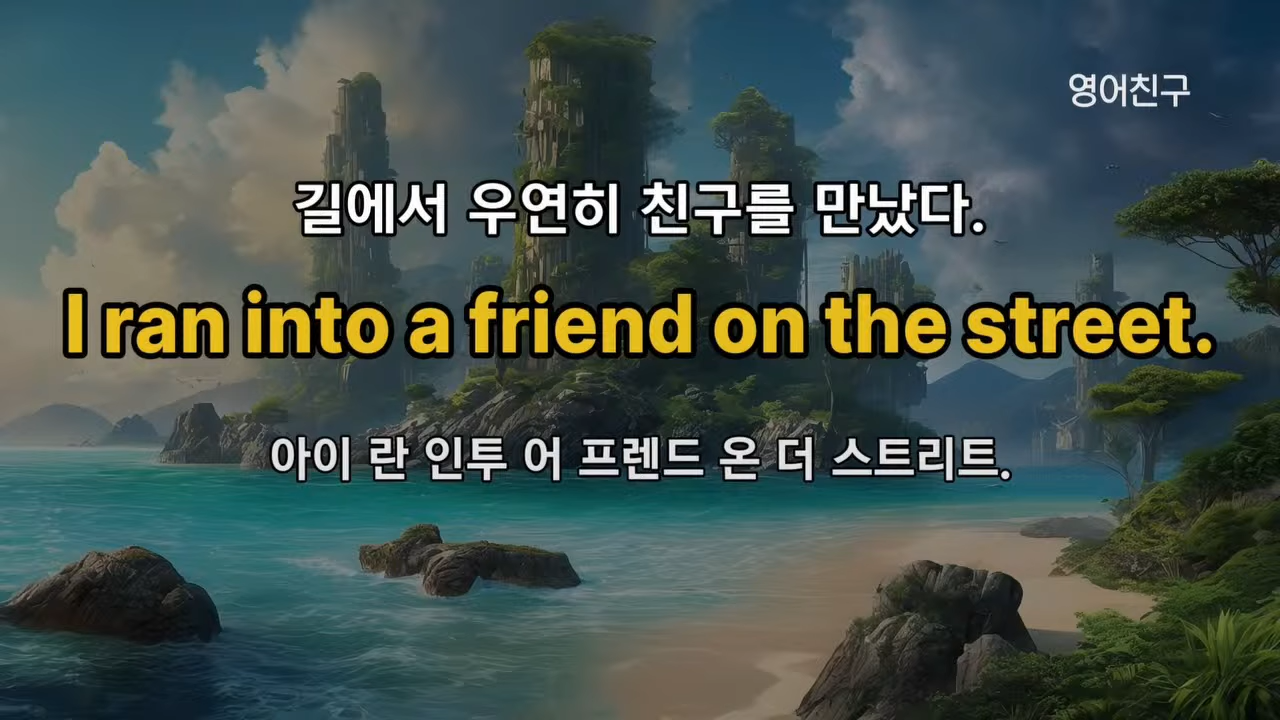 영어친구
길에서 우연히 친구를 만났다.
I ran into a friend on the street.
아이 란 인투 어 프렌드 온 더 스트리트.